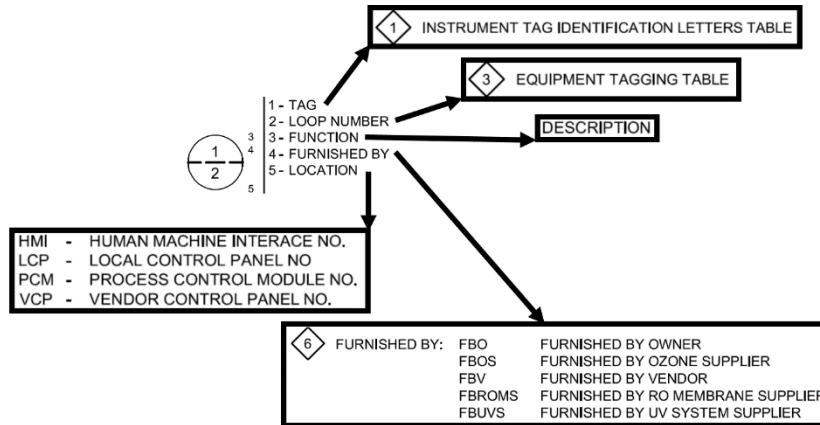 1 INSTRUMENT TAG IDENTIFICATION LETTERS TABLE
3 EQUIPMENT TAGGING TABLE
1 - TAG
2 - LOOP NUMBER
3 - FUNCTION
4 - FURNISHED BY
5 - LOCATION
DESCRIPTION
1
2
3
4
5
HMI - HUMAN MACHINE INTERACE NO.
LCP - LOCAL CONTROL PANEL NO
PCM - PROCESS CONTROL MODULE NO.
VCP - VENDOR CONTROL PANEL NO.
6 FURNISHED BY: FBO FURNISHED BY OWNER
FBOS FURNISHED BY OZONE SUPPLIER
FBV FURNISHED BY VENDOR
FBROMS FURNISHED BY RO MEMBRANE SUPPLIER
FBUVS FURNISHED BY UV SYSTEM SUPPLIER